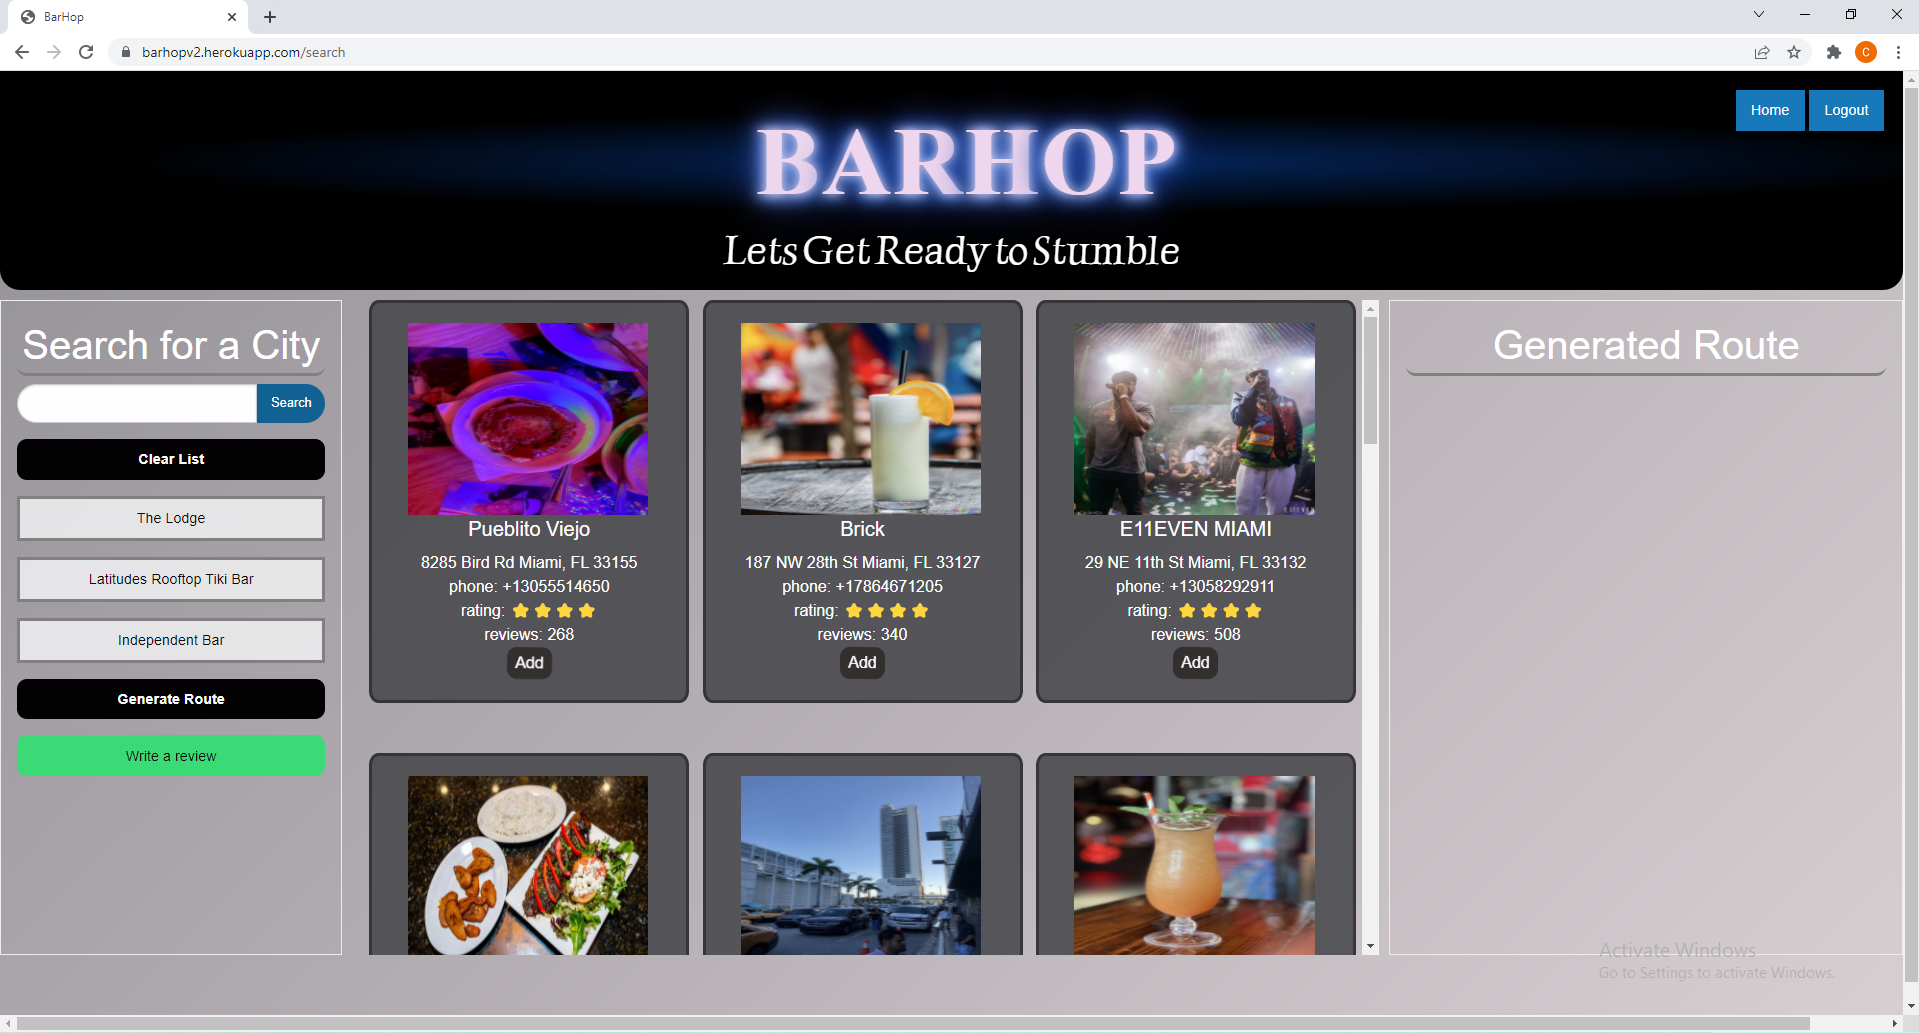 BarHop
barhopv2.herokuapp.com/search
C
Home
Logout
BARHOP
Lets Get Ready to Stumble
Search for a City
Search
Clear List
The Lodge
Latitudes Rooftop Tiki Bar
Independent Bar
Generate Route
Write a review
Pueblito Viejo
8285 Bird Rd Miami, FL 33155
phone: +13055514650
rating:
reviews: 268
Add
Brick
187 NW 28th St Miami, FL 33127
phone: +17864671205
rating:
reviews: 340
Add
E11EVEN MIAMI
29 NE 11th St Miami, FL 33132
phone: +13058292911
rating:
reviews: 508
Add
Generated Route
Activate Windows
Go to Settings to activate Windows.